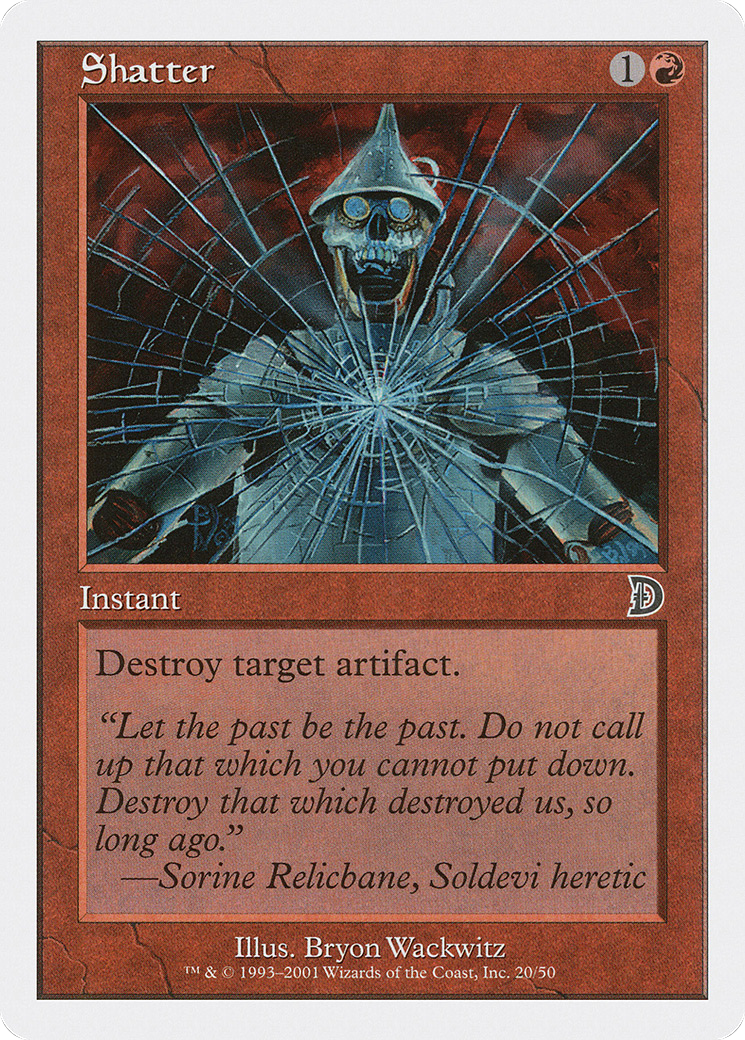 Shatter
1
Instant
D
Destroy target artifact.
“Let the past be the past. Do not call
up that which you cannot put down.
Destroy that which destroyed us, so
long ago.”
—Sorine Relicbane, Soldevi heretic
Illus. Bryon Wackwitz
™ & © 1993–2001 Wizards of the Coast, Inc. 20/50